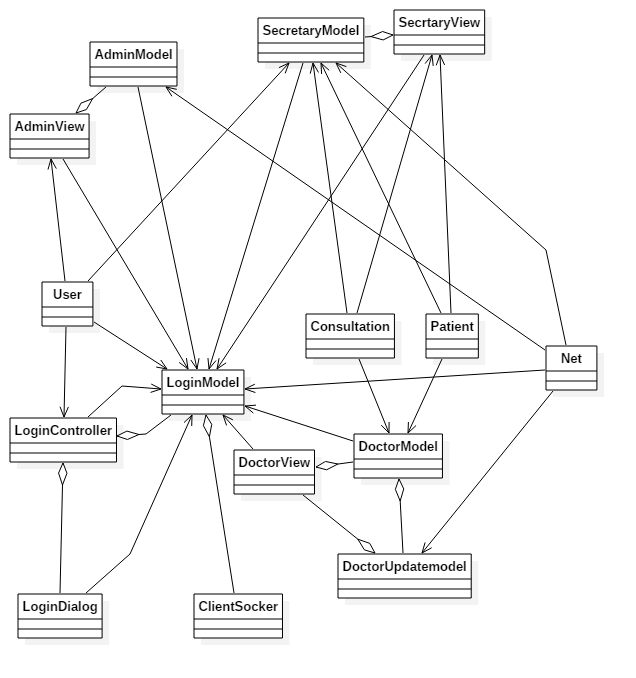 SecretaryModel
SecrtaryView
AdminModel
AdminView
User
Consultation
Patient
Net
LoginModel
LoginController
DoctorModel
DoctorView
DoctorUpdatemodel
LoginDialog
ClientSocker